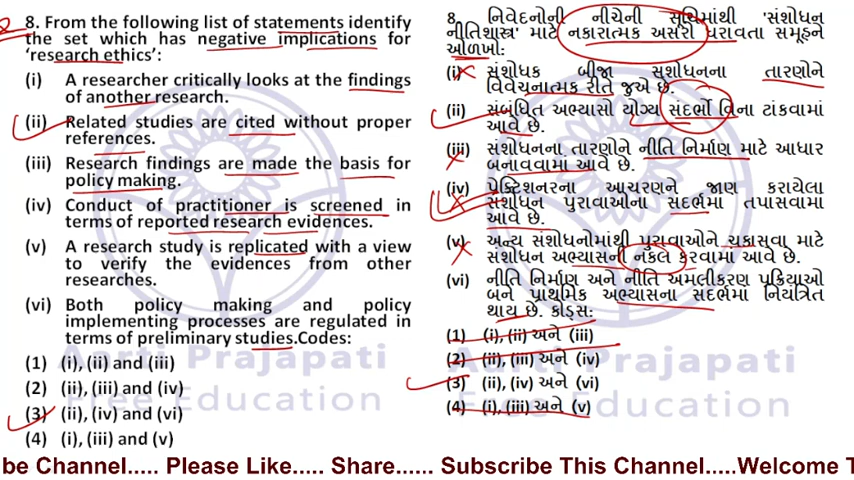 8. From the following list of statements identify
the set which has negative implications for
‘research ethics’:
(i) A researcher critically looks at the findings
of another research.
(ii) Related studies are cited without proper
references.
(iii) Research findings are made the basis for
policy making.
(iv) Conduct of practitioner is screened in
terms of reported research evidences.
(v) A research study is replicated with a view
to verify the evidences from other
researches.
(vi) Both policy making and policy
implementing processes are regulated in
terms of preliminary studies.Codes:
(1) (i), (ii) and (iii)
(2) (ii), (iii) and (iv)
(3) (ii), (iv) and (vi)
(4) (i), (iii) and (v)
8. નિવેદનોની નીચેની સૂચિમાંથી 'સંશોધન
નીતિશાસ્ત્ર' માટે નકારાત્મક અસરો ધરાવતા સમૂહને
ઓળખો:
(i) સંશોધક બીજા સંશોધનના તારણોને
વિવેચનાત્મક રીતે જુએ છે.
(ii) સંબંધિત અભ્યાસો યોગ્ય સંદર્ભો વિના ટાંકવામાં
આવે છે.
(iii) સંશોધનના તારણોને નીતિ નિર્માણ માટે આધાર
બનાવવામાં આવે છે.
(iv) પ્રેક્ટિશનરના આચરણને જાણ કરાયેલા
સંશોધન પુરાવાઓના સંદર્ભમાં તપાસવામાં
આવે છે.
(v) અન્ય સંશોધનોમાંથી પુરાવાઓને ચકાસવા માટે
સંશોધન અભ્યાસની નકલ કરવામાં આવે છે.
(vi) નીતિ નિર્માણ અને નીતિ અમલીકરણ પ્રક્રિયાઓ
બંને પ્રાથમિક અભ્યાસના સંદર્ભમાં નિયંત્રિત
થાય છે. કોડ્સ:
(1) (i), (ii) અને (iii)
(2) (ii), (iii) અને (iv)
(3) (ii), (iv) અને (vi)
(4) (i), (iii) અને (v)
Aarti Prajapati
Free Education
Aarti Prajapati
Free Education
be Channel..... Please Like..... Share...... Subscribe This Channel.....Welcome T